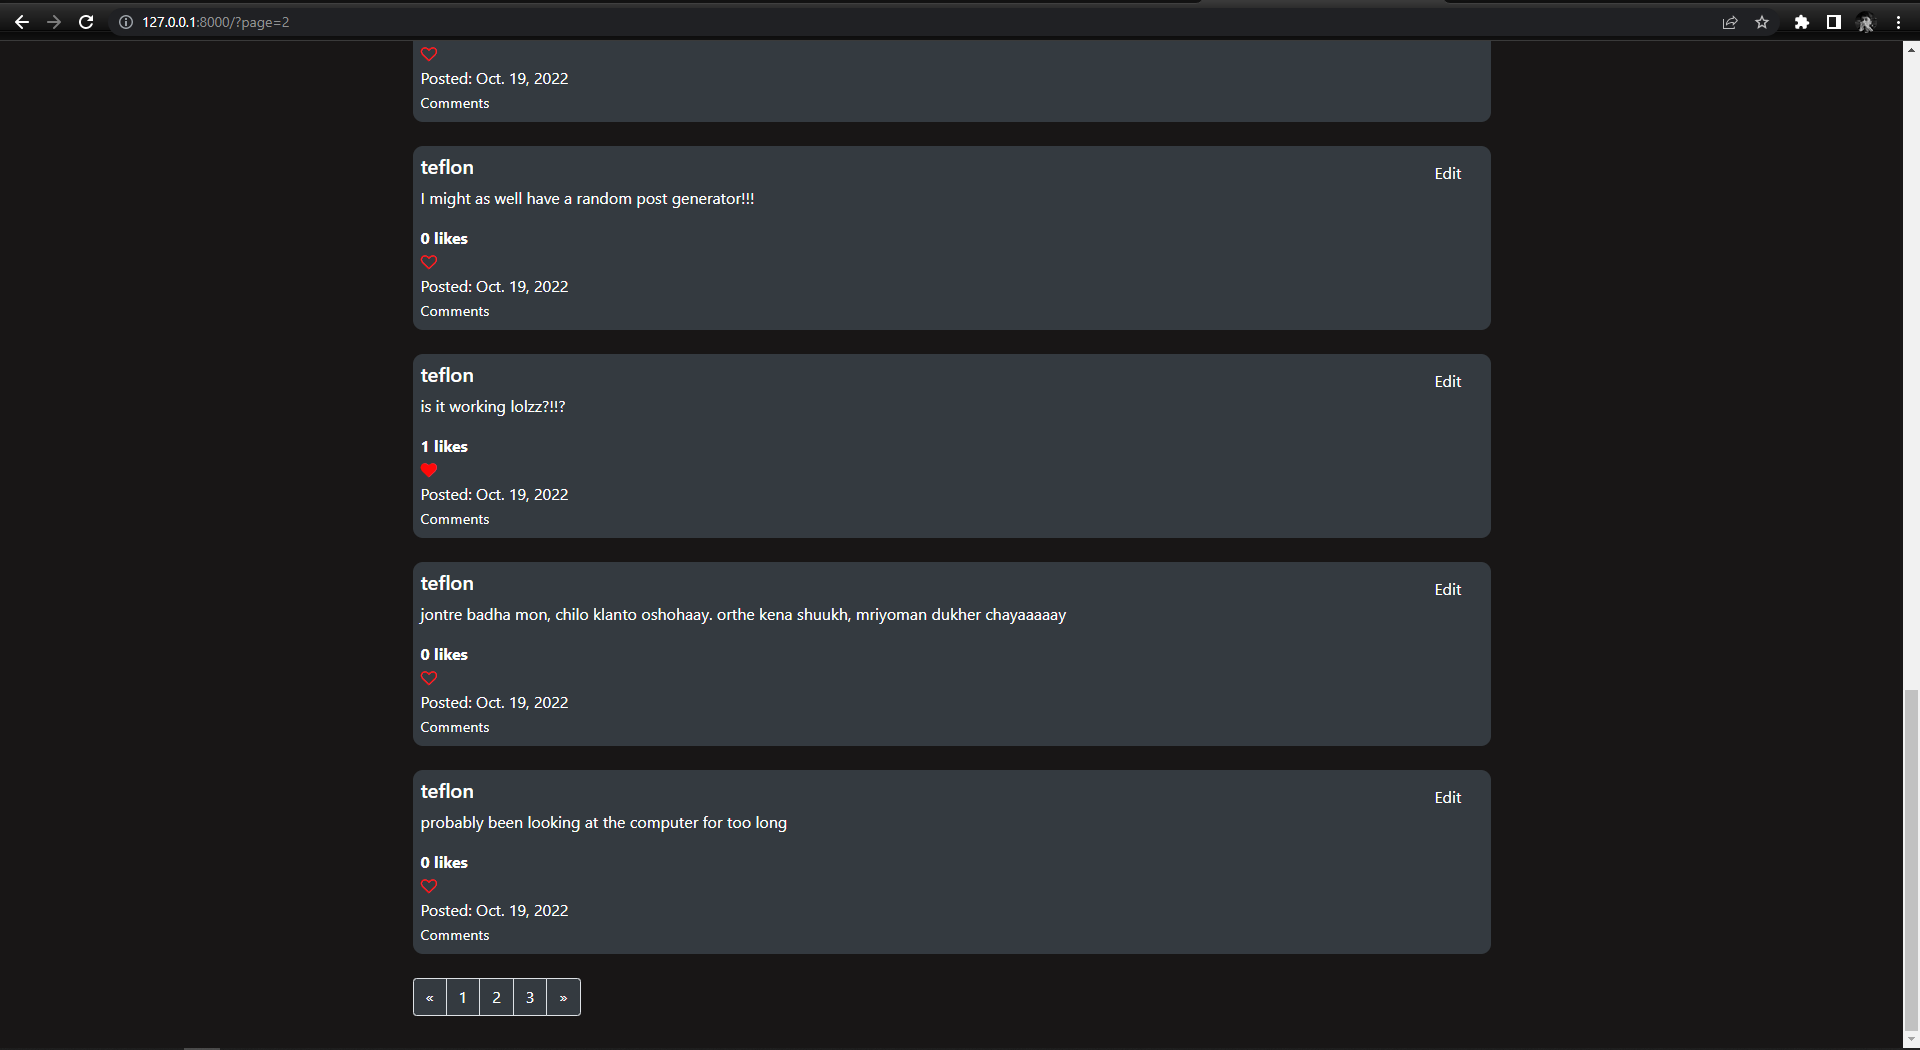 127.0.0.1:8000/?page=2
Posted: Oct. 19, 2022
Comments
teflon
Edit
I might as well have a random post generator!!!
0 likes
Posted: Oct. 19, 2022
Comments
teflon
Edit
is it working lolzz?!!?
1 likes
Posted: Oct. 19, 2022
Comments
teflon
Edit
jontre badha mon, chilo klanto oshohaay. orthe kena shuukh, mriyoman dukher chayaaaaay
0 likes
Posted: Oct. 19, 2022
Comments
teflon
Edit
probably been looking at the computer for too long
0 likes
Posted: Oct. 19, 2022
Comments
« 1 2 3 »